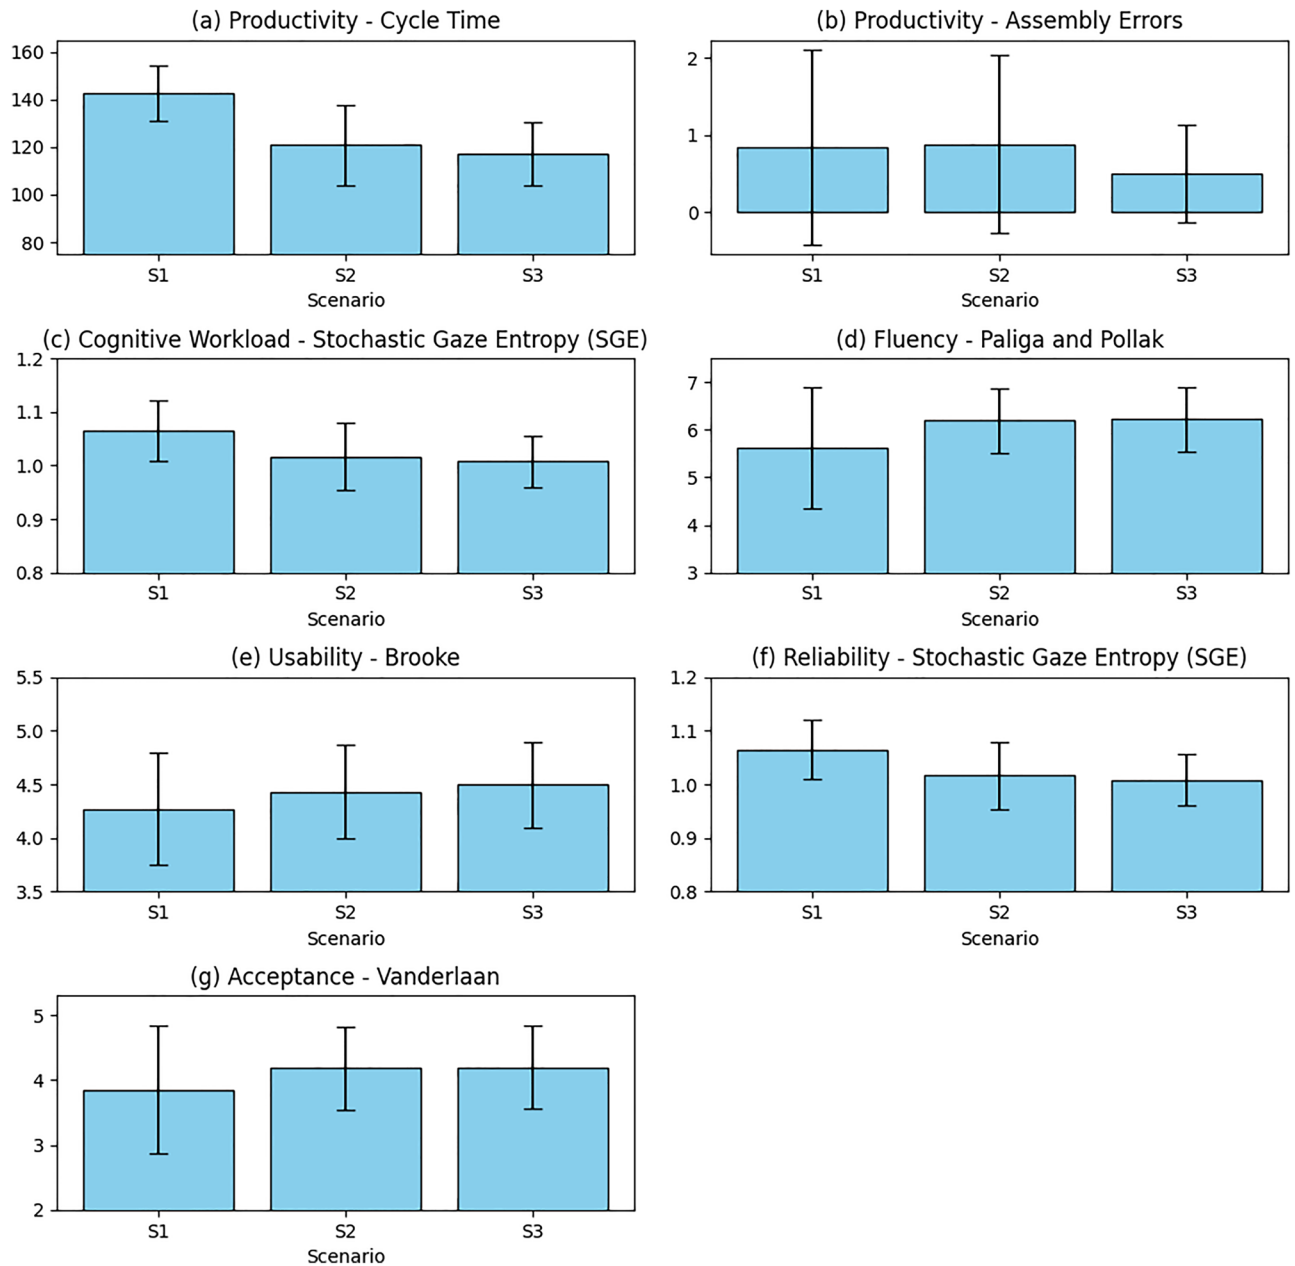 (a) Productivity - Cycle Time
160
140
120
100
80
S1 S2 S3
Scenario
(b) Productivity - Assembly Errors
2
1
0
S1 S2 S3
Scenario
(c) Cognitive Workload - Stochastic Gaze Entropy (SGE)
1.2
1.1
1.0
0.9
0.8
S1 S2 S3
Scenario
(d) Fluency - Paliga and Pollak
7
6
5
4
3
S1 S2 S3
Scenario
(e) Usability - Brooke
5.5
5.0
4.5
4.0
3.5
S1 S2 S3
Scenario
(f) Reliability - Stochastic Gaze Entropy (SGE)
1.2
1.1
1.0
0.9
0.8
S1 S2 S3
Scenario
(g) Acceptance - Vanderlaan
5
4
3
2
S1 S2 S3
Scenario